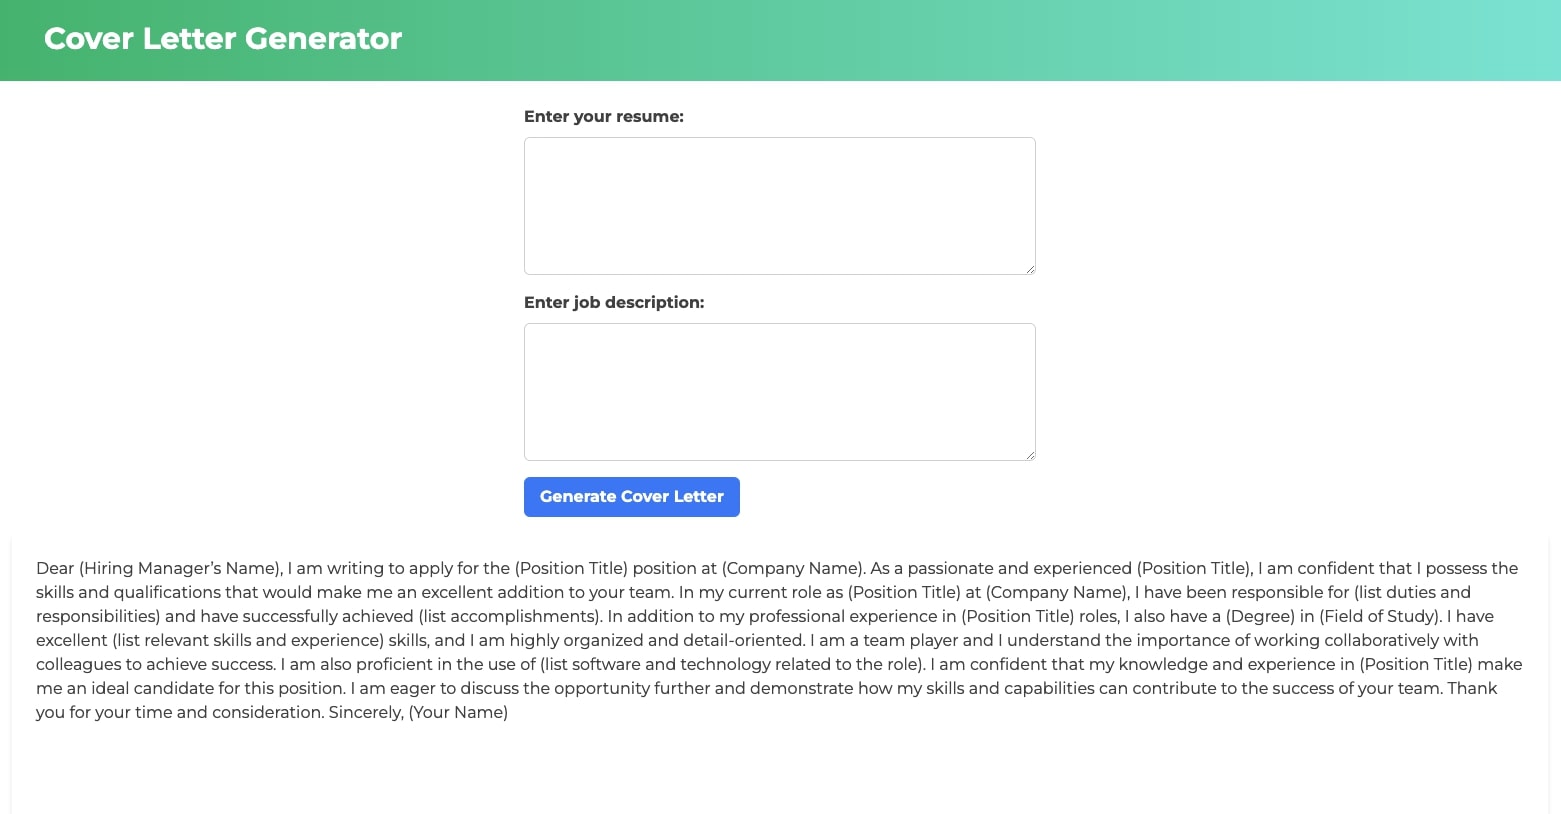 Cover Letter Generator
Enter your resume:
Enter job description:
Generate Cover Letter
Dear (Hiring Manager’s Name), I am writing to apply for the (Position Title) position at (Company Name). As a passionate and experienced (Position Title), I am confident that I possess the
skills and qualifications that would make me an excellent addition to your team. In my current role as (Position Title) at (Company Name), I have been responsible for (list duties and
responsibilities) and have successfully achieved (list accomplishments). In addition to my professional experience in (Position Title) roles, I also have a (Degree) in (Field of Study). I have
excellent (list relevant skills and experience) skills, and I am highly organized and detail-oriented. I am a team player and I understand the importance of working collaboratively with
colleagues to achieve success. I am also proficient in the use of (list software and technology related to the role). I am confident that my knowledge and experience in (Position Title) make
me an ideal candidate for this position. I am eager to discuss the opportunity further and demonstrate how my skills and capabilities can contribute to the success of your team. Thank
you for your time and consideration. Sincerely, (Your Name)